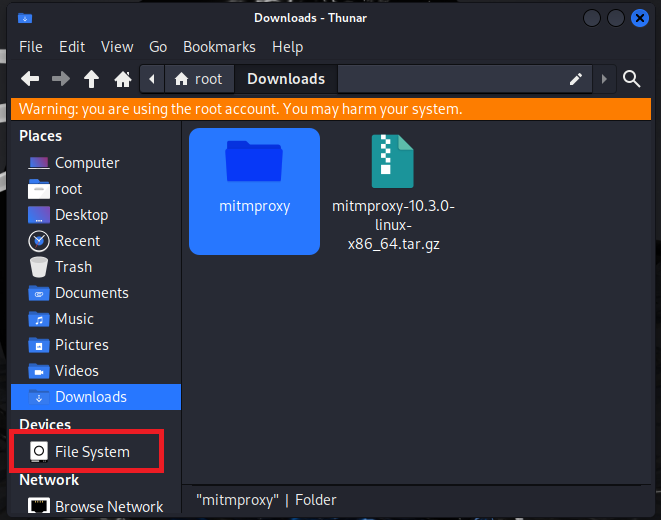 Downloads - Thunar
File Edit View Go Bookmarks Help
root Downloads
Warning: you are using the root account. You may harm your system.
Places
Computer
root
Desktop
Recent
Trash
Documents
Music
Pictures
Videos
Downloads
Devices
File System
Network
Browse Network
mitmproxy
mitmproxy-10.3.0-
linux-
x86_64.tar.gz
"mitmproxy" | Folder